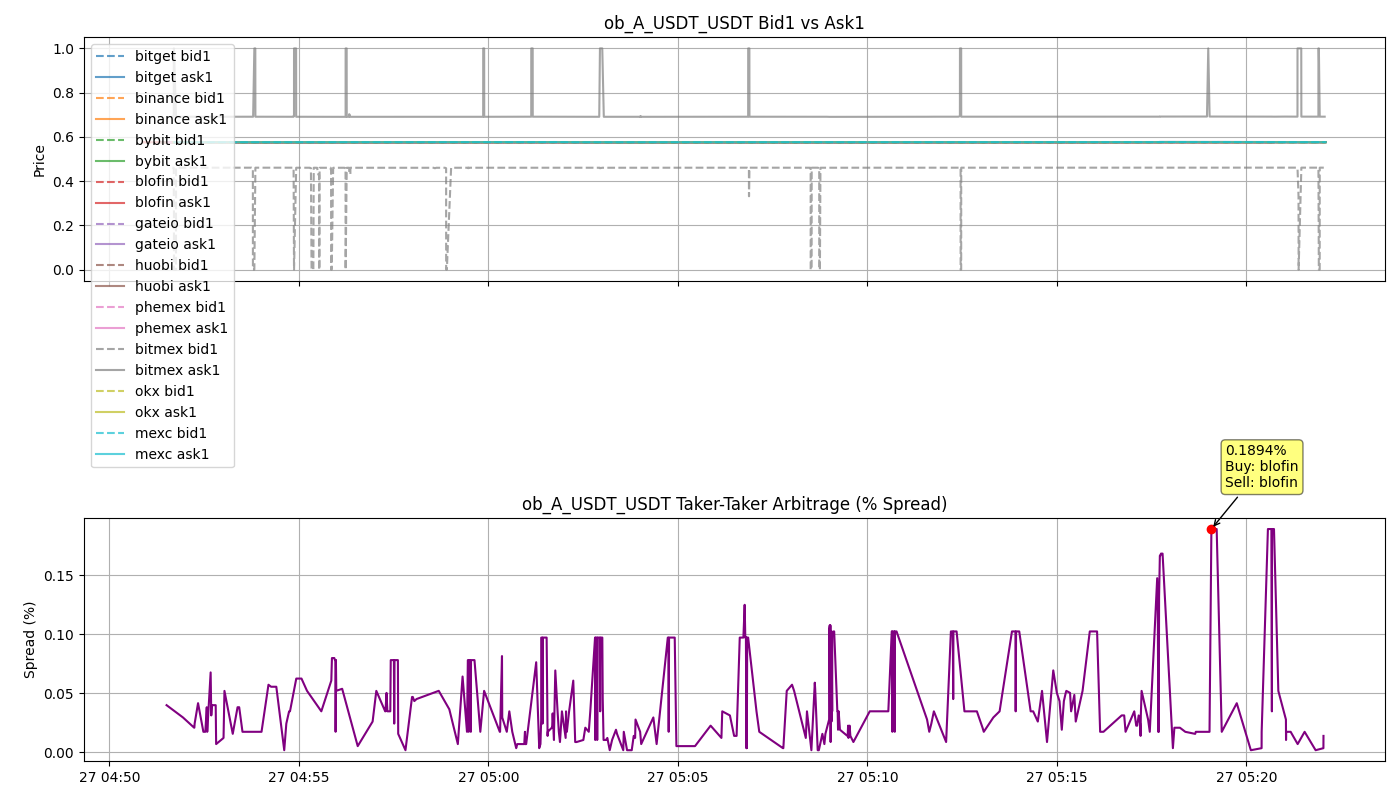 ob_A_USDT_USDT Bid1 vs Ask1
Price
1.0
0.8
0.6
0.4
0.2
0.0
bitget bid1
bitget ask1
binance bid1
binance ask1
bybit bid1
bybit ask1
blofin bid1
blofin ask1
gateio bid1
gateio ask1
huobi bid1
huobi ask1
phemex bid1
phemex ask1
bitmex bid1
bitmex ask1
okx bid1
okx ask1
mexc bid1
mexc ask1
0.1894%
Buy: blofin
Sell: blofin
ob_A_USDT_USDT Taker-Taker Arbitrage (% Spread)
Spread (%)
0.15
0.10
0.05
0.00
27 04:50
27 04:55
27 05:00
27 05:05
27 05:10
27 05:15
27 05:20